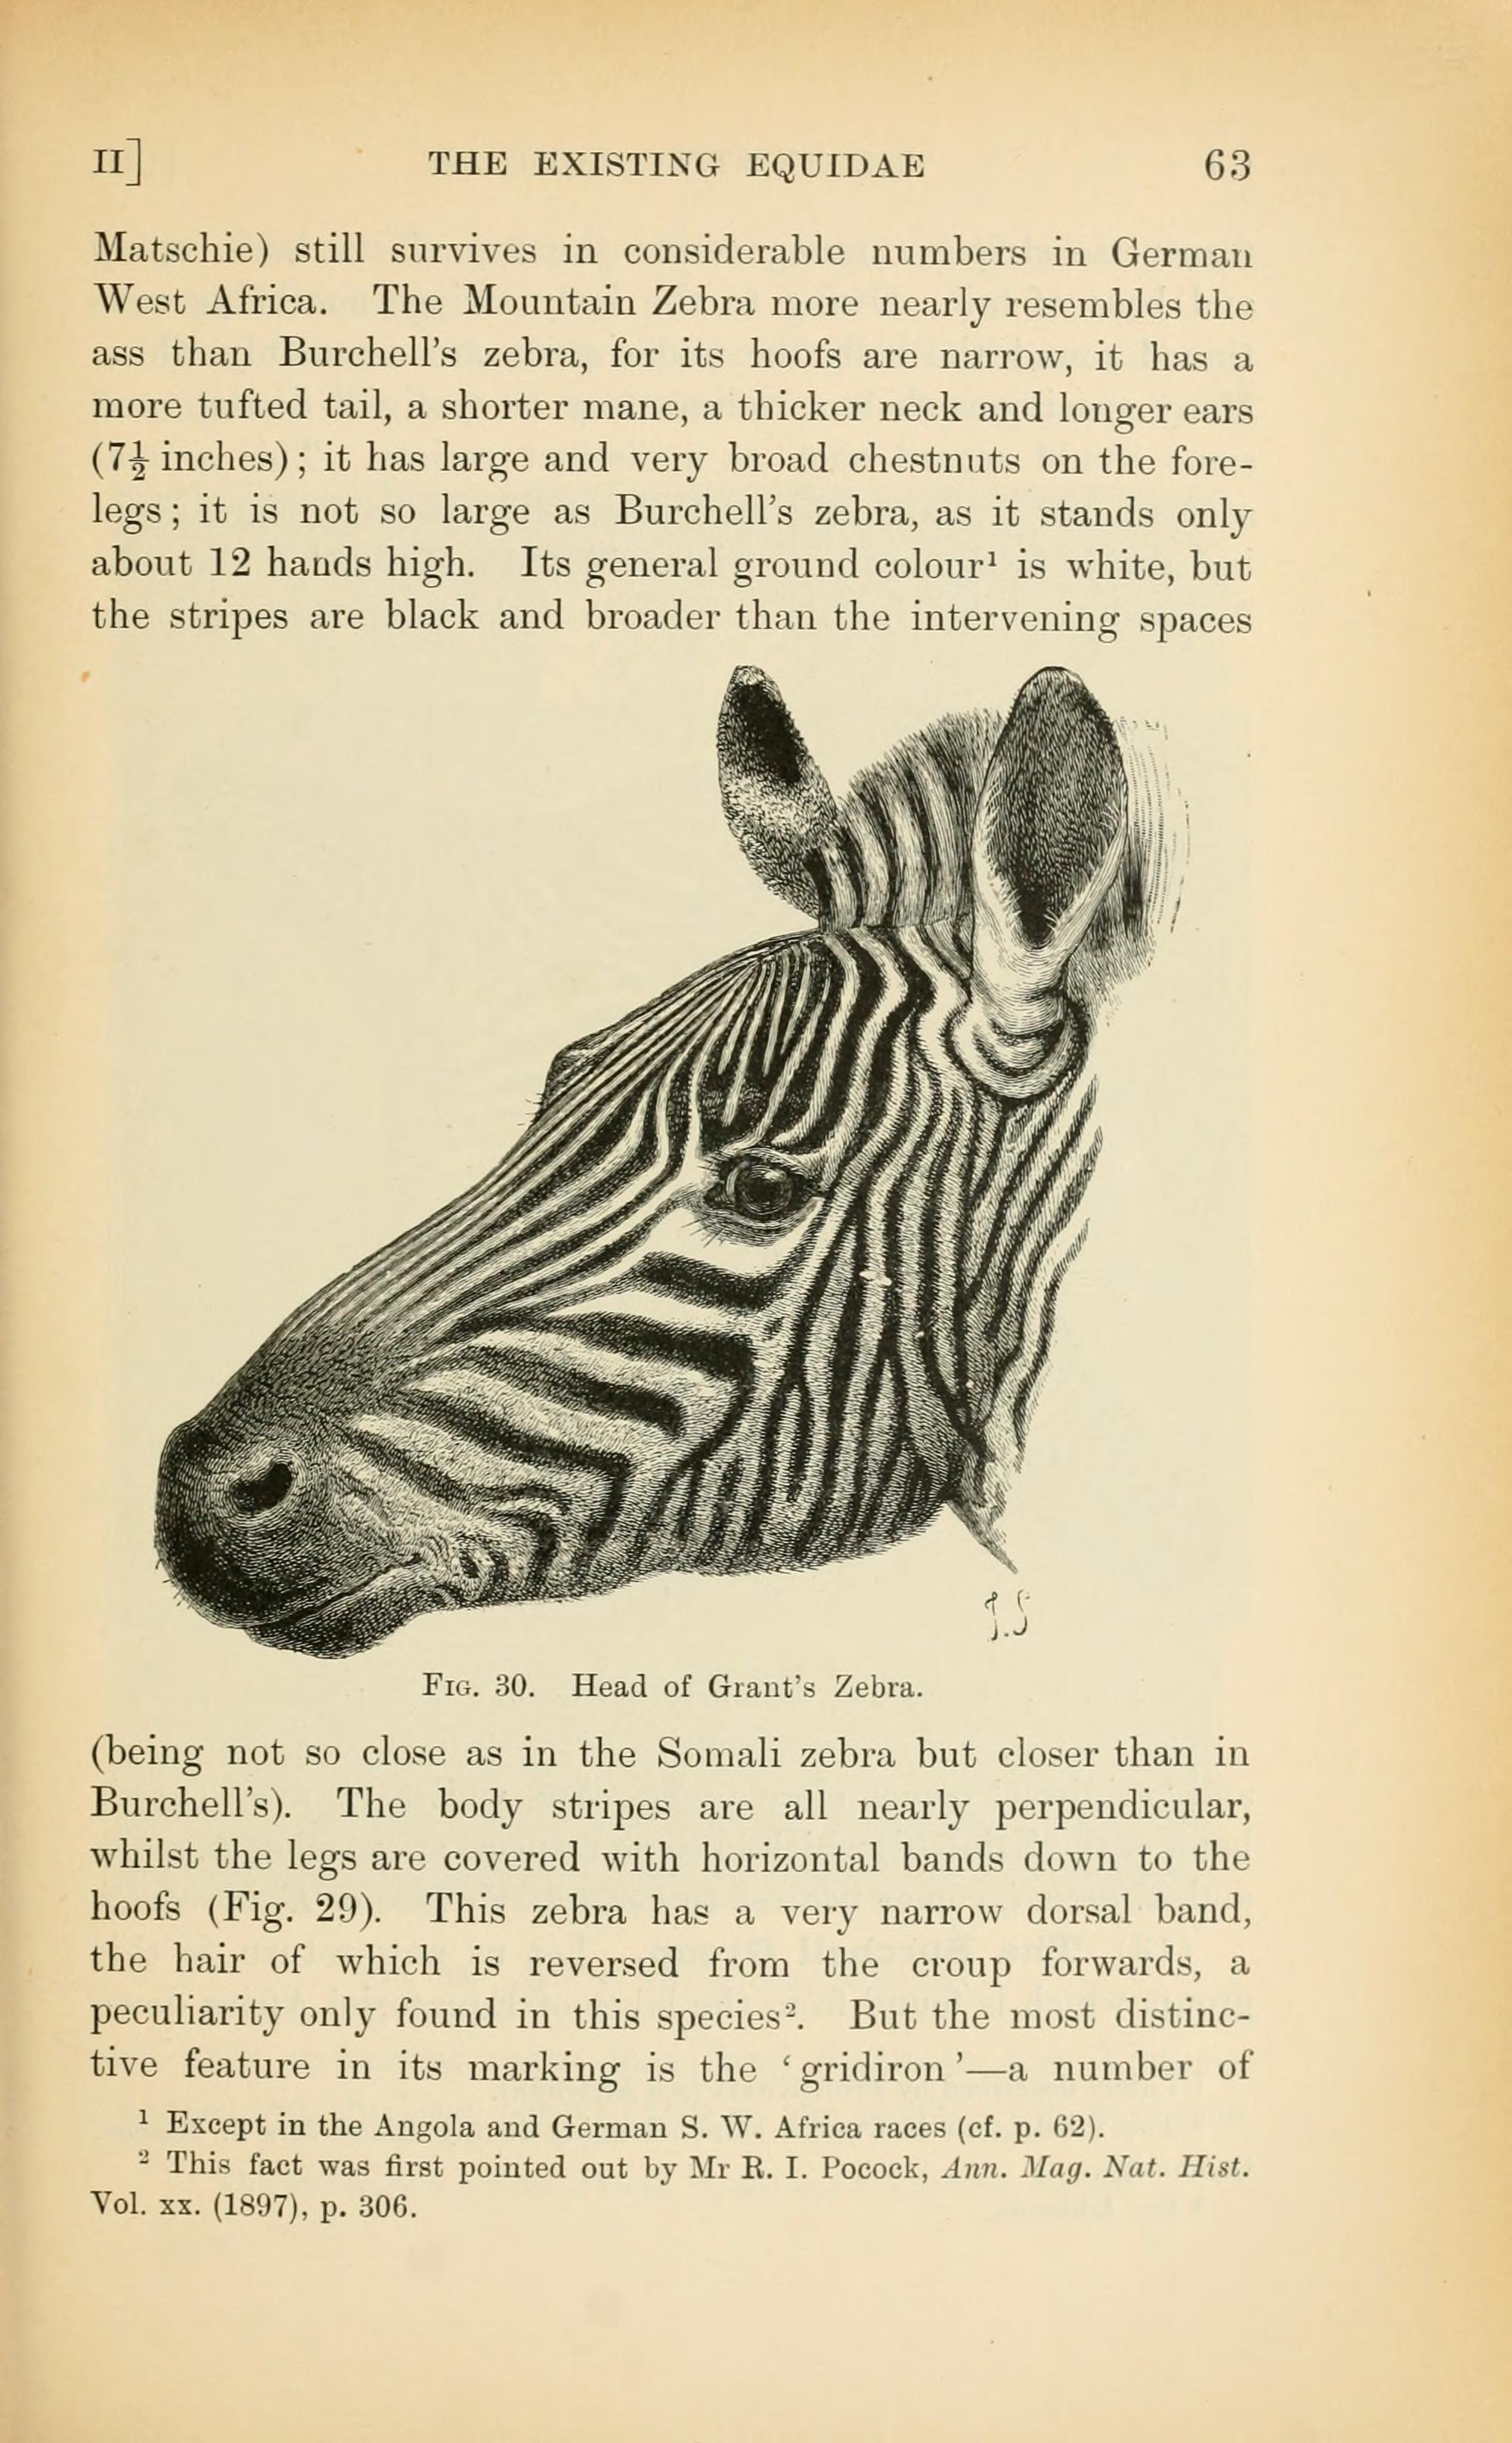 II] THE EXISTING EQUIDAE 63
Matschie) still survives in considerable numbers in German
West Africa. The Mountain Zebra more nearly resembles the
ass than Burchell's zebra, for its hoofs are narrow, it has a
more tufted tail, a shorter mane, a thicker neck and longer ears
(7½ inches); it has large and very broad chestnuts on the fore-
legs; it is not so large as Burchell's zebra, as it stands only
about 12 hands high. Its general ground colour¹ is white, but
the stripes are black and broader than the intervening spaces
J.S
Fig. 30. Head of Grant's Zebra.
(being not so close as in the Somali zebra but closer than in
Burchell's). The body stripes are all nearly perpendicular,
whilst the legs are covered with horizontal bands down to the
hoofs (Fig. 29). This zebra has a very narrow dorsal band,
the hair of which is reversed from the croup forwards, a
peculiarity only found in this species². But the most distinc-
tive feature in its marking is the 'gridiron'—a number of
¹ Except in the Angola and German S. W. Africa races (cf. p. 62).
² This fact was first pointed out by Mr R. I. Pocock, Ann. Mag. Nat. Hist.
Vol. xx. (1897), p. 306.